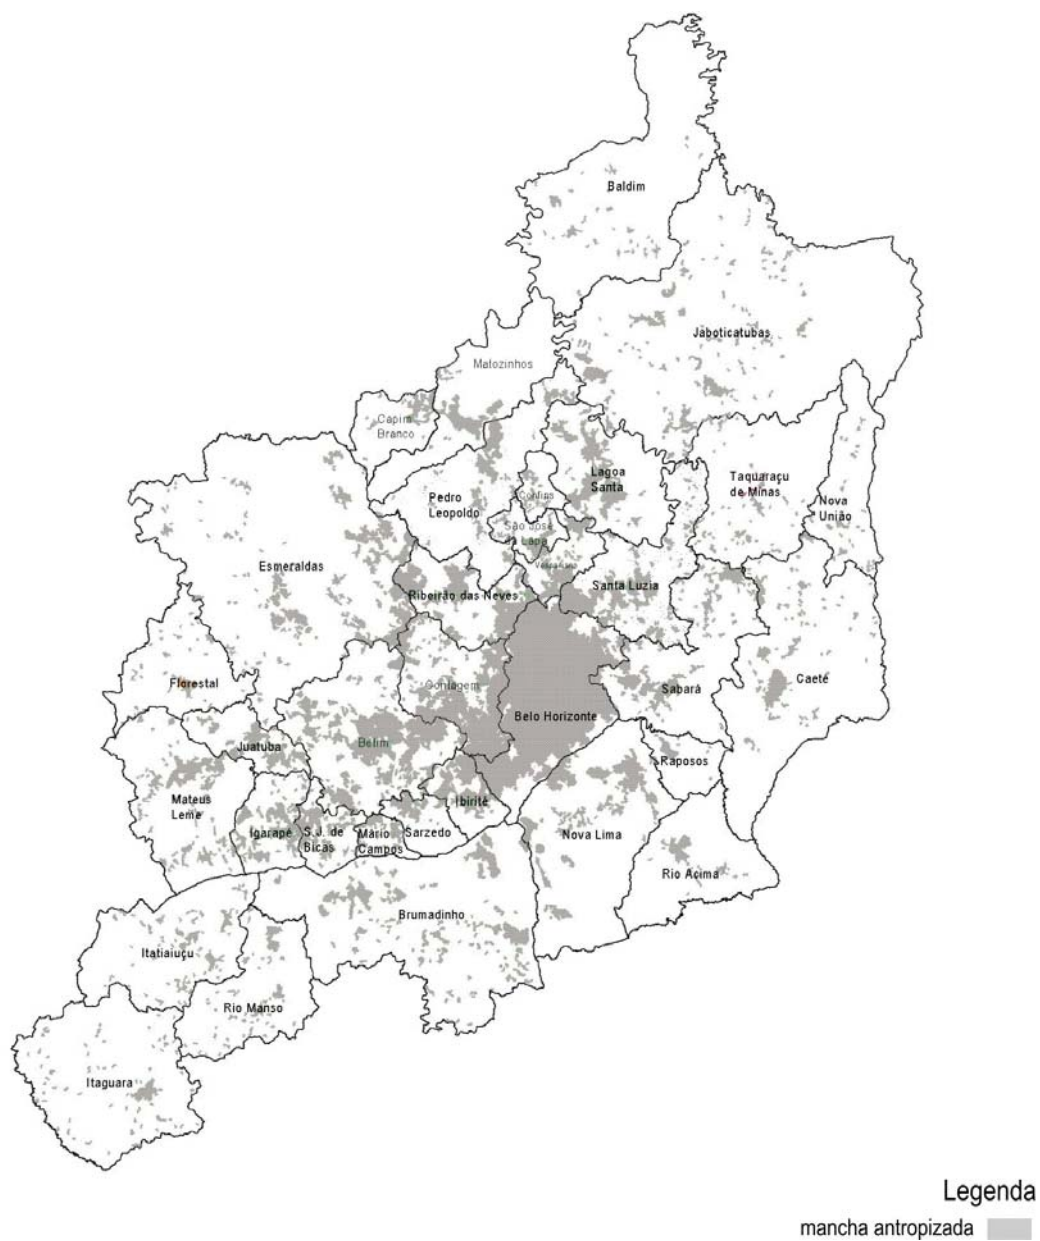 Baldim
Jaboticatubas
Matozinhos
Capim
Branco
Lagoa
Santa
Taquaraçu
de Minas
Nova
União
Pedro
Leopoldo
Confins
São José
da Lapa
Vespasiano
Esmeraldas
Ribeirão das Neves
Santa Luzia
Florestal
Contagem
Sabará
Caeté
Belo Horizonte
Juatuba
Betim
Raposos
Mateus
Leme
Ibirité
Igarapé
S.J. de
Bicas
Mário
Campos
Sarzedo
Nova Lima
Rio Acima
Brumadinho
Itatiaiuçu
Rio Manso
Itaguara
Legenda
mancha antropizada